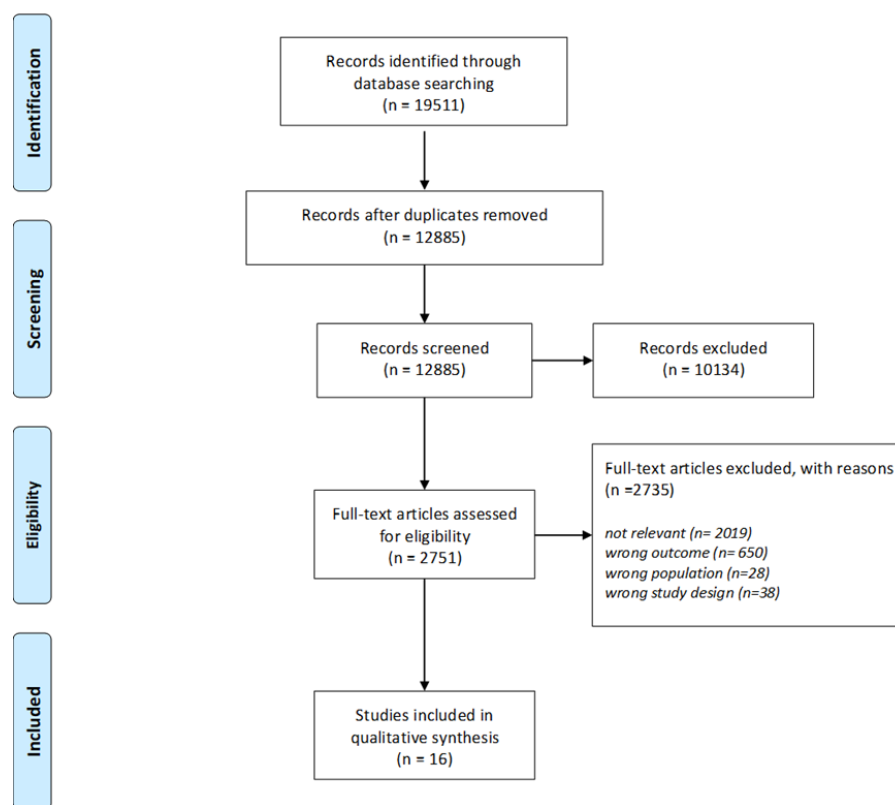 Identification
Records identified through
database searching
(n = 19511)
Records after duplicates removed
(n = 12885)
Screening
Records screened
(n = 12885)
Records excluded
(n = 10134)
Eligibility
Full-text articles assessed
for eligibility
(n = 2751)
Full-text articles excluded, with reasons
(n =2735)
not relevant (n= 2019)
wrong outcome (n= 650)
wrong population (n=28)
wrong study design (n=38)
Included
Studies included in
qualitative synthesis
(n = 16)